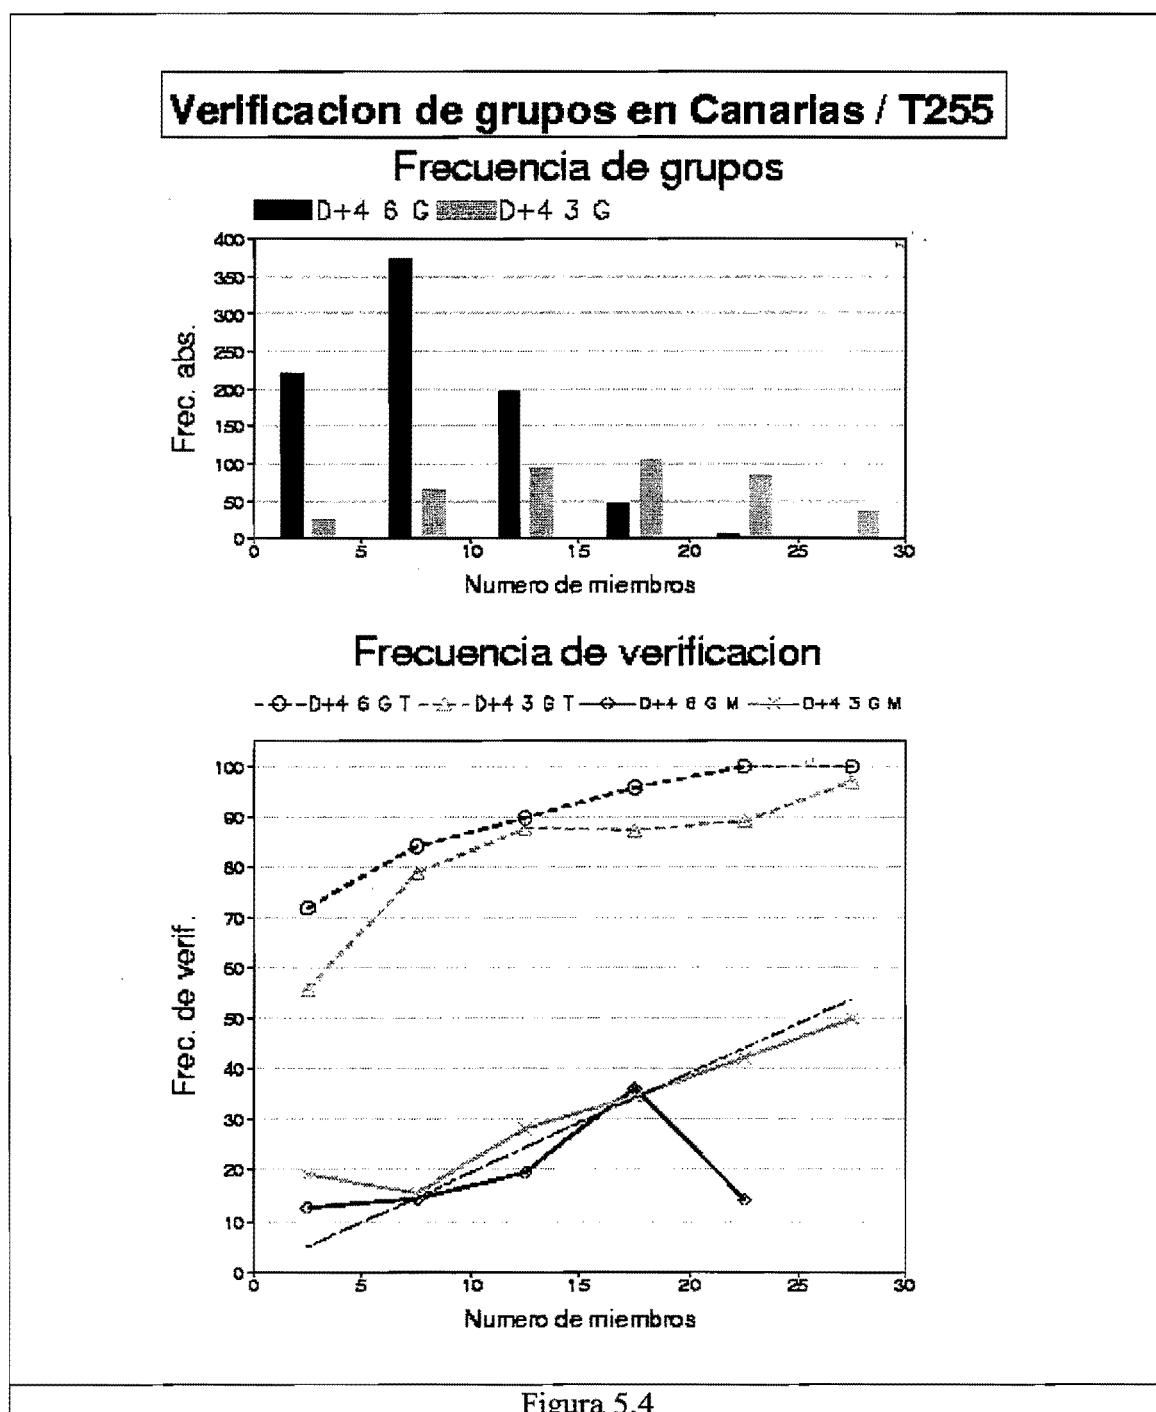 Verificacion de grupos en Canarias / T255
Frecuencia de grupos
D+4 6 G D+4 3 G
Frec. abs.
400
350
300
250
200
150
100
50
0
0 5 10 15 20 25 30
Numero de miembros
Frecuencia de verificacion
D+4 6 G T D+4 3 G T D+4 6 G M D+4 3 G M
Frec. de verif.
100
90
80
70
60
50
40
30
20
10
0
0 5 10 15 20 25 30
Numero de miembros
Figura 5.4